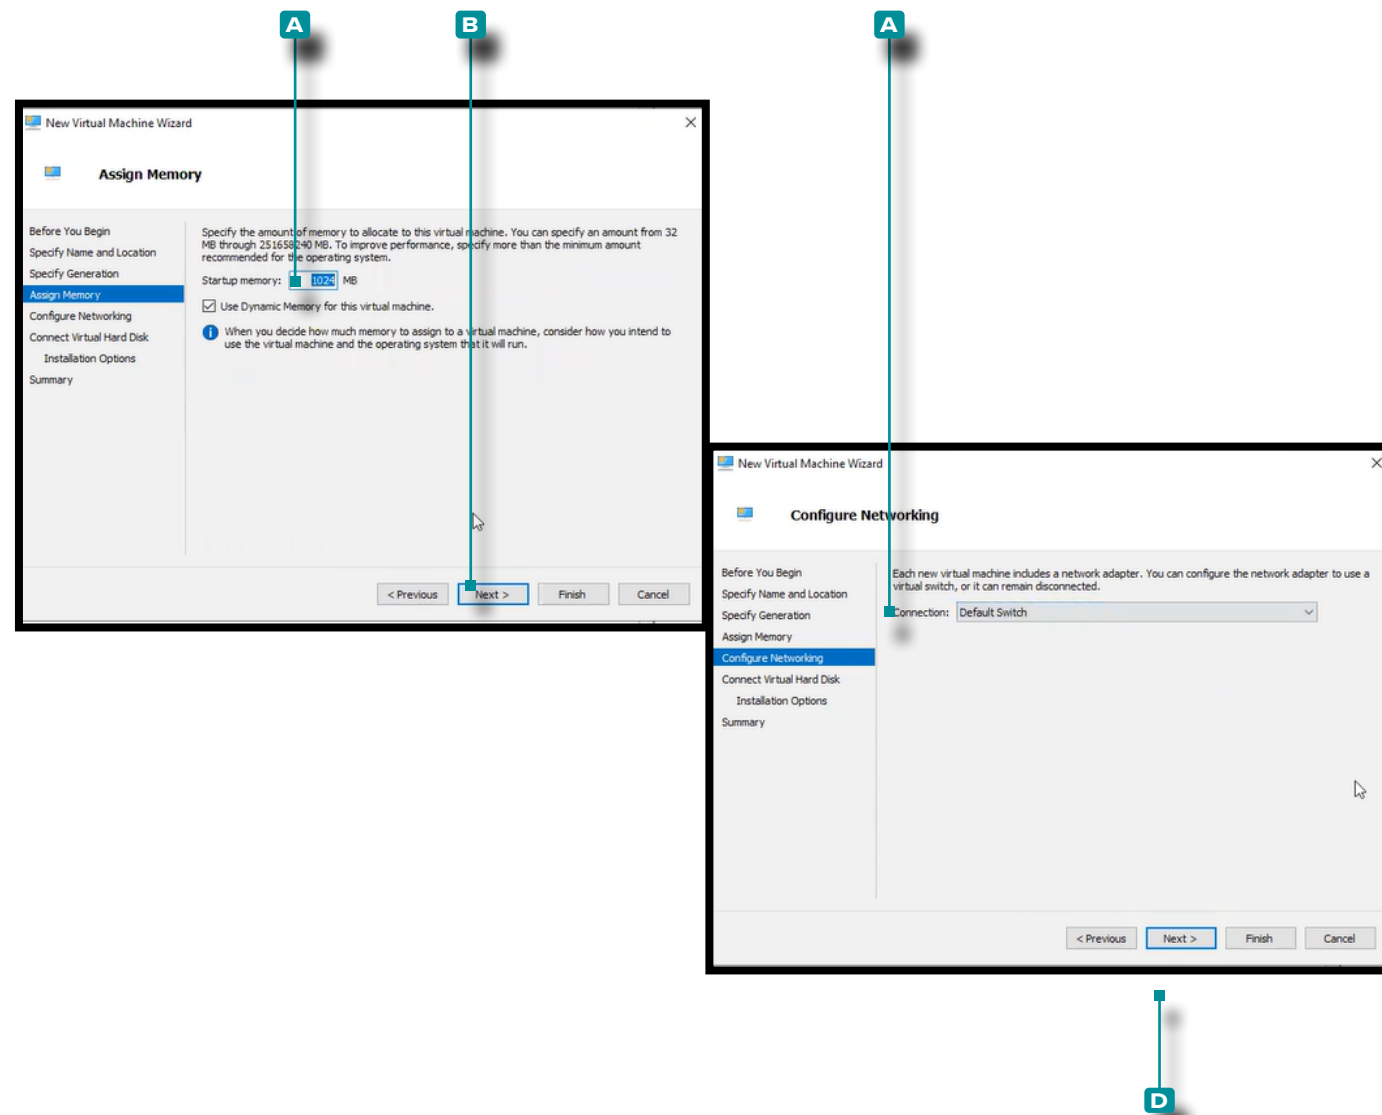 A
B
A
New Virtual Machine Wizard
Assign Memory
Before You Begin
Specify Name and Location
Specify Generation
Assign Memory
Configure Networking
Connect Virtual Hard Disk
Installation Options
Summary
Specify the amount of memory to allocate to this virtual machine. You can specify an amount from 32
MB through 251658240 MB. To improve performance, specify more than the minimum amount
recommended for the operating system.
Startup memory: 1024 MB
Use Dynamic Memory for this virtual machine.
When you decide how much memory to assign to a virtual machine, consider how you intend to
use the virtual machine and the operating system that it will run.
< Previous
Next >
Finish
Cancel
New Virtual Machine Wizard
Configure Networking
Before You Begin
Specify Name and Location
Specify Generation
Assign Memory
Configure Networking
Connect Virtual Hard Disk
Installation Options
Summary
Each new virtual machine includes a network adapter. You can configure the network adapter to use a
virtual switch, or it can remain disconnected.
Connection: Default Switch
< Previous
Next >
Finish
Cancel
D